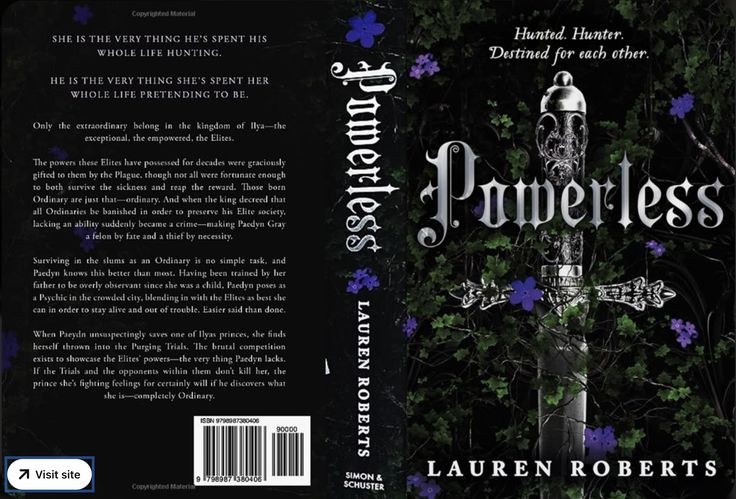 Copyrighted Material
SHE IS THE VERY THING HE'S SPENT HIS
WHOLE LIFE HUNTING.
HE IS THE VERY THING SHE'S SPENT HER
WHOLE LIFE PRETENDING TO BE.
Only the extraordinary belong in the kingdom of Ilya—the
exceptional, the empowered, the Elites.
The powers these Elites have possessed for decades were graciously
gifted to them by the Plague, though not all were fortunate enough
to both survive the sickness and reap the reward. Those born
Ordinary are just that—ordinary. And when the king decreed that
all Ordinaries be banished in order to preserve his Elite society,
lacking an ability suddenly became a crime—making Paedyn Gray
a felon by fate and a thief by necessity.
Surviving in the slums as an Ordinary is no simple task, and
Paedyn knows this better than most. Having been trained by her
father to be overly observant since she was a child, Paedyn poses as
a Psychic in the crowded city, blending in with the Elites as best she
can in order to stay alive and out of trouble. Easier said than done.
When Paeydn unsuspectingly saves one of Ilyas princes, she finds
herself thrown into the Purging Trials. The brutal competition
exists to showcase the Elites' powers—the very thing Paedyn lacks.
If the Trials and the opponents within them don't kill her, the
prince she's fighting feelings for certainly will if he discovers what
she is—completely Ordinary.
ISBN 9798987380406
90000
9 798987 380406
Copyrighted Material
Visit site
Powerless
LAUREN ROBERTS
SIMON &
SCHUSTER
Hunted. Hunter.
Destined for each other.
Powerless
LAUREN ROBERTS